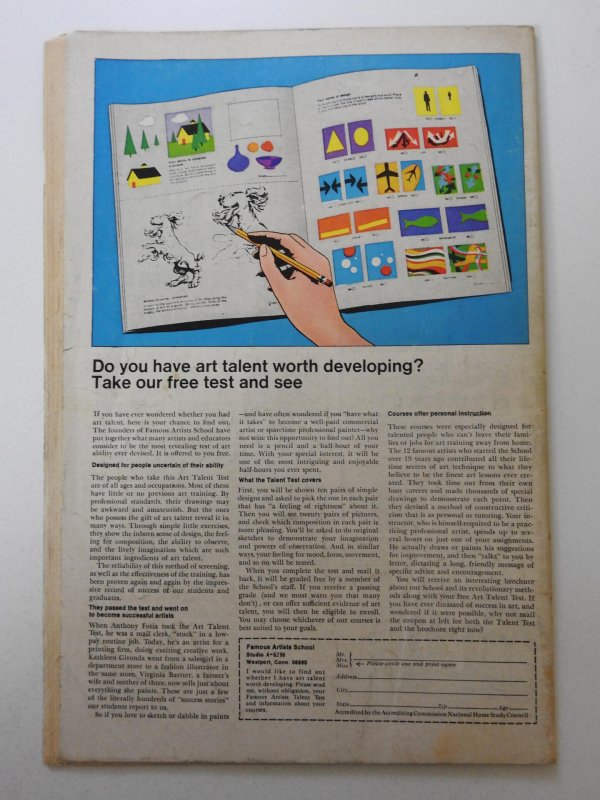 Your sense of design
Do you have art talent worth developing?
Take our free test and see
If you have ever wondered whether you had
art talent, here is your chance to find out.
The founders of Famous Artists School have
put together what many artists and educators
consider to be the most revealing test of art
ability ever devised. It is offered to you free.
Designed for people uncertain of their ability
The people who take this Art Talent Test
are of all ages and occupations. Most of them
have little or no previous art training. By
professional standards, their drawings may
be awkward and amateurish. But the ones
who possess the gift of art talent reveal it in
many ways. Through simple little exercises,
they show the inborn sense of design, the feel-
ing for composition, the ability to observe,
and the lively imagination which are such
important ingredients of art talent.
The reliability of this method of screening,
as well as the effectiveness of the training, has
been proven again and again by the impres-
sive record of success of our students and
graduates.
They passed the test and went on
to become successful artists
When Anthony Fotia took the Art Talent
Test, he was a mail clerk, "stuck" in a low-
pay routine job. Today, he's an artist for a
printing firm, doing exciting creative work.
Kathleen Gironda went from a salesgirl in a
department store to a fashion illustrator in
the same store. Virginia Bartter, a farmer's
wife and mother of three, now sells just about
everything she paints. These are just a few
of the literally hundreds of "success stories"
our students report to us.
So if you love to sketch or dabble in paints
—and have often wondered if you "have what
it takes" to become a well-paid commercial
artist or sparetime professional painter—why
not seize this opportunity to find out? All you
need is a pencil and a half-hour of your
time. With your special interest, it will be
one of the most intriguing and enjoyable
half-hours you ever spent.
What the Talent Test covers
First, you will be shown ten pairs of simple
designs and asked to pick the one in each pair
that has "a feeling of rightness" about it.
Then you will see twenty pairs of pictures,
and check which composition in each pair is
more pleasing. You'll be asked to do original
sketches to demonstrate your imagination
and powers of observation. And in similar
ways, your feeling for mood, form, movement,
and so on will be tested.
When you complete the test and mail it
back, it will be graded free by a member of
the School's staff. If you receive a passing
grade (and we must warn you that many
don't), or can offer sufficient evidence of art
talent, you will then be eligible to enroll.
You may choose whichever of our courses is
best suited to your goals.
Courses offer personal instruction
These courses were especially designed for
talented people who can't leave their fami-
lies or jobs for art training away from home.
The 12 famous artists who started the School
over 19 years ago contributed all their life-
time secrets of art technique to what they
believe to be the finest art lessons ever cre-
ated. They took time out from their own
busy careers and made thousands of special
drawings to demonstrate each point. Then
they devised a method of constructive criti-
cism that is as personal as tutoring. Your in-
structor, who is himself required to be a prac-
ticing professional artist, spends up to sev-
eral hours on just one of your assignments.
He actually draws or paints his suggestions
for improvement, and then "talks" to you by
letter, dictating a long, friendly message of
specific advice and encouragement.
You will receive an interesting brochure
about our School and its revolutionary meth-
ods along with your free Art Talent Test. If
you have ever dreamed of success in art, and
wondered if it were possible, why not mail
the coupon at left for both the Talent Test
and the brochure right now?
Famous Artists School
Westport, Conn. 06880
I would like to find out
whether I have art talent
worth developing. Please send
me, without obligation, your
Famous Artists Talent Test
and information about your
courses.
Mr.
Mrs.
Miss
Please circle one and print name
Address
City
State Zip Age
Accredited by the Accrediting Commission National Home Study Council